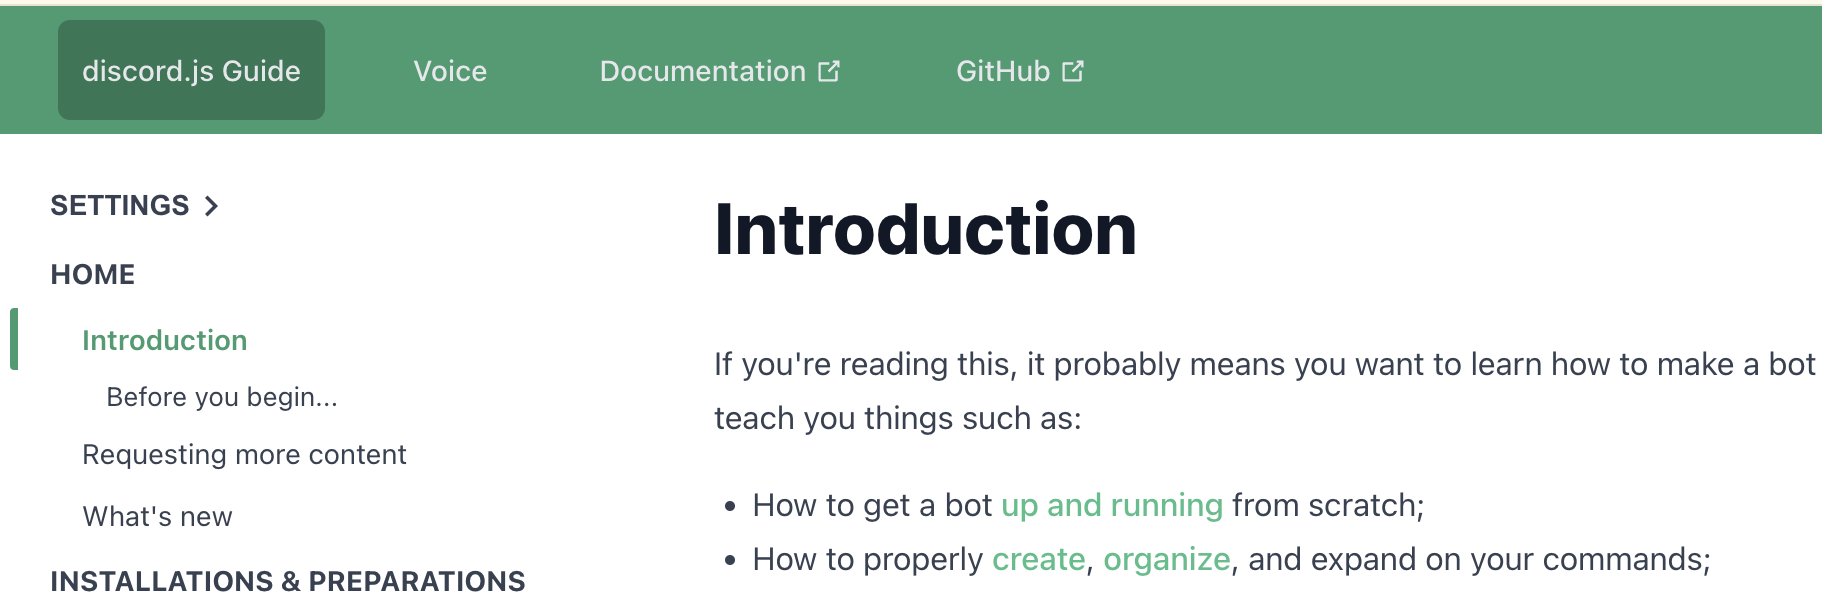 discord.js Guide
Voice
Documentation
GitHub
SETTINGS
HOME
Introduction
Before you begin...
Requesting more content
What's new
INSTALLATIONS & PREPARATIONS
Introduction
If you're reading this, it probably means you want to learn how to make a bot
teach you things such as:
• How to get a bot up and running from scratch;
• How to properly create, organize, and expand on your commands;